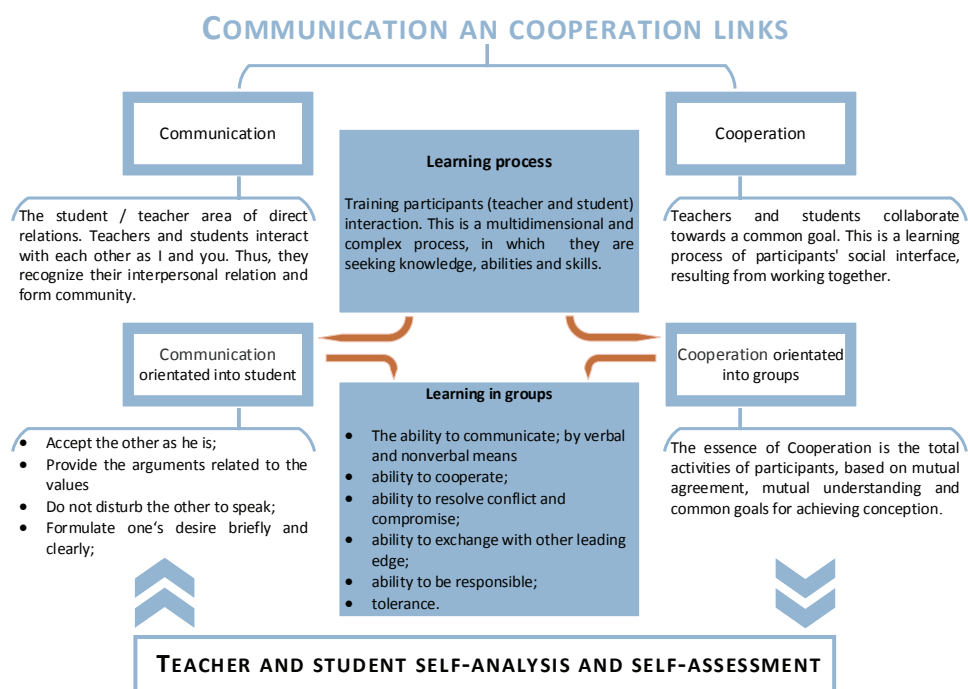 COMMUNICATION AN COOPERATION LINKS
Communication
Cooperation
The student / teacher area of direct
relations. Teachers and students interact
with each other as I and you. Thus, they
recognize their interpersonal relation and
form community.
Learning process
Training participants (teacher and student)
interaction. This is a multidimensional and
complex process, in which they are
seeking knowledge, abilities and skills.
Teachers and students collaborate
towards a common goal. This is a learning
process of participants' social interface,
resulting from working together.
Communication
orientated into student
Cooperation orientated
into groups
• Accept the other as he is;
• Provide the arguments related to the
values
• Do not disturb the other to speak;
• Formulate one‘s desire briefly and
clearly;
Learning in groups
• The ability to communicate; by verbal
and nonverbal means
• ability to cooperate;
• ability to resolve conflict and
compromise;
• ability to exchange with other leading
edge;
• ability to be responsible;
• tolerance.
The essence of Cooperation is the total
activities of participants, based on mutual
agreement, mutual understanding and
common goals for achieving conception.
TEACHER AND STUDENT SELF-ANALYSIS AND SELF-ASSESSMENT